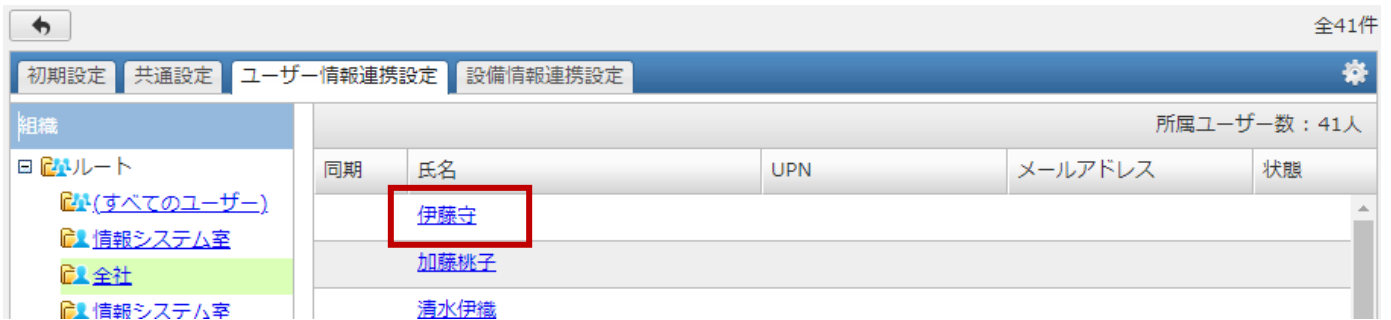 全41件
初期設定 共通設定 ユーザー情報連携設定 設備情報連携設定
組織
所属ユーザー数：41人
ルート
(すべてのユーザー)
情報システム室
全社
情報システム室
同期 氏名 UPN メールアドレス 状態
伊藤守
加藤桃子
清水伊織